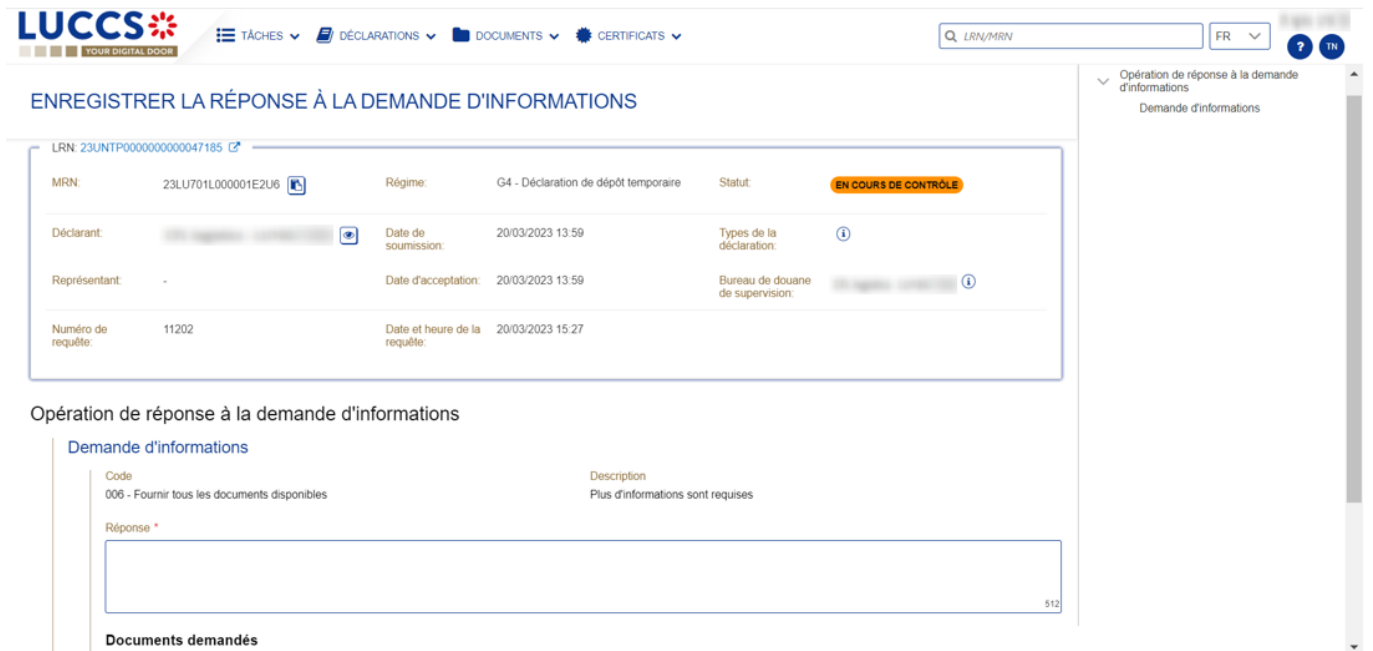 LUCCS
YOUR DIGITAL DOOR
TÂCHES
DÉCLARATIONS
DOCUMENTS
CERTIFICATS
LRN/MRN
FR
?
TN
ENREGISTRER LA RÉPONSE À LA DEMANDE D'INFORMATIONS
Opération de réponse à la demande
d'informations
Demande d'informations
LRN: 23UNTP0000000000047185
MRN: 23LU701L000001E2U6 Régime: G4 - Déclaration de dépôt temporaire Statut: EN COURS DE CONTRÔLE
Déclarant: Date de 20/03/2023 13:59 Types de la
soumission: déclaration:
Représentant: - Date d'acceptation: 20/03/2023 13:59 Bureau de douane
de supervision:
Numéro de 11202 Date et heure de la 20/03/2023 15:27
requête: requête:
Opération de réponse à la demande d'informations
Demande d'informations
Code Description
006 - Fournir tous les documents disponibles Plus d'informations sont requises
Réponse *
512
Documents demandés